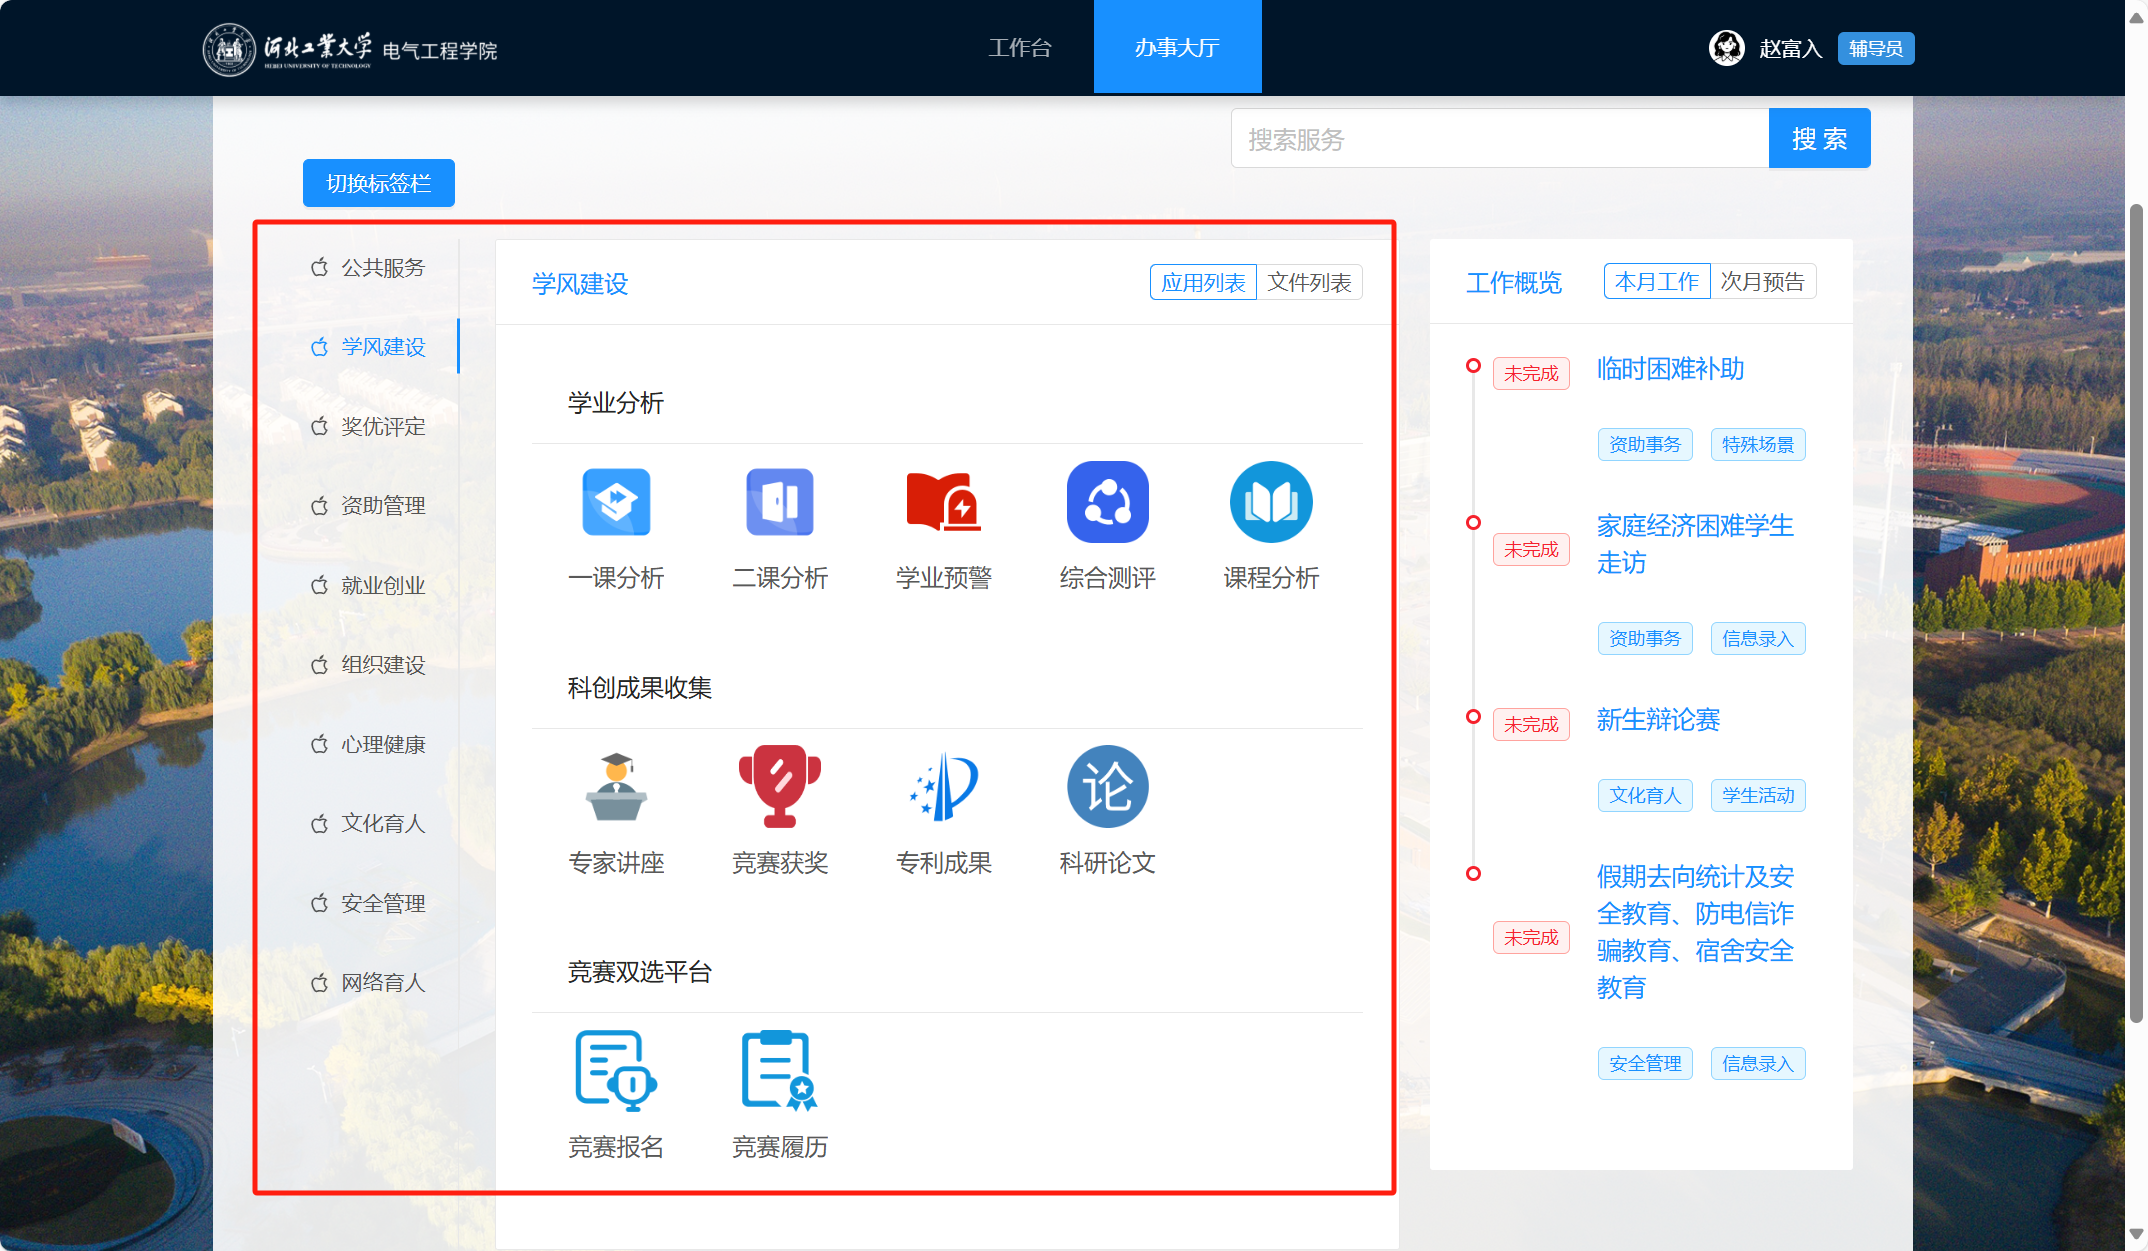 河北工業大学
HEBEI UNIVERSITY OF TECHNOLOGY
电气工程学院
工作台
办事大厅
赵富入
辅导员
搜索服务
搜 索
切换标签栏
公共服务
学风建设
奖优评定
资助管理
就业创业
组织建设
心理健康
文化育人
安全管理
网络育人
学风建设
应用列表
文件列表
学业分析
一课分析
二课分析
学业预警
综合测评
课程分析
科创成果收集
论
专家讲座
竞赛获奖
专利成果
科研论文
竞赛双选平台
竞赛报名
竞赛履历
工作概览
本月工作
次月预告
未完成
临时困难补助
资助事务
特殊场景
未完成
家庭经济困难学生
走访
资助事务
信息录入
未完成
新生辩论赛
文化育人
学生活动
未完成
假期去向统计及安
全教育、防电信诈
骗教育、宿舍安全
教育
安全管理
信息录入